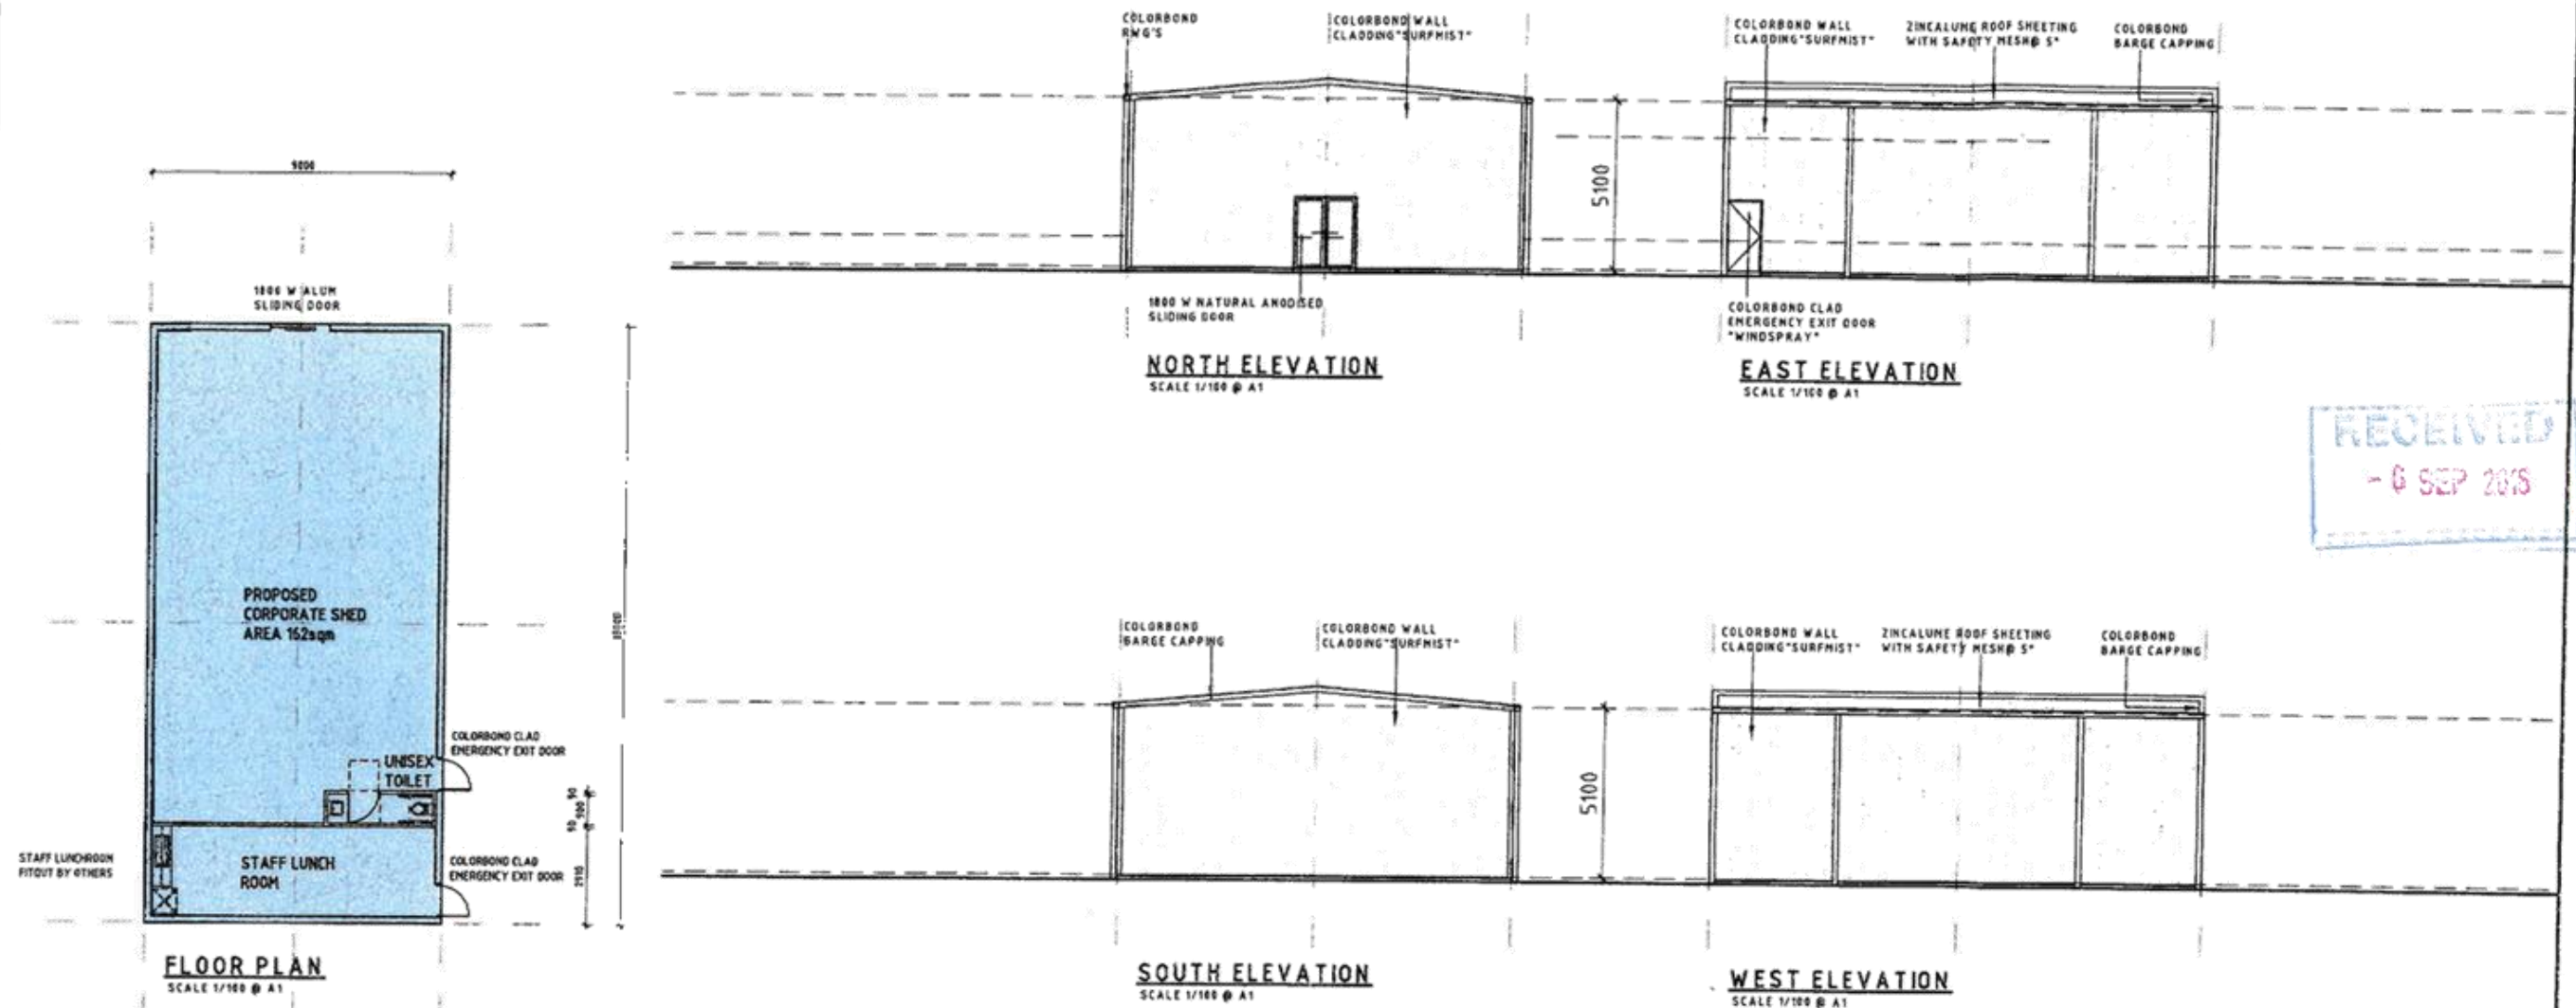 9000
1800 W ALUM
SLIDING DOOR
PROPOSED
CORPORATE SHED
AREA 162sqm
18000
COLORBOND CLAD
EMERGENCY EXIT DOOR
UNISEX
TOILET
90
900
90
2910
STAFF LUNCHROOM
FITOUT BY OTHERS
STAFF LUNCH
ROOM
COLORBOND CLAD
EMERGENCY EXIT DOOR
FLOOR PLAN
SCALE 1/100 @ A1
COLORBOND
RWG'S
COLORBOND WALL
CLADDING"SURFMIST"
1800 W NATURAL ANODISED
SLIDING DOOR
NORTH ELEVATION
SCALE 1/100 @ A1
5100
COLORBOND WALL
CLADDING"SURFMIST"
ZINCALUME ROOF SHEETING
WITH SAFETY MESH@ 5°
COLORBOND
BARGE CAPPING
COLORBOND CLAD
EMERGENCY EXIT DOOR
"WINDSPRAY"
EAST ELEVATION
SCALE 1/100 @ A1
RECEIVED
- 6 SEP
COLORBOND
BARGE CAPPING
COLORBOND WALL
CLADDING"SURFMIST"
5100
SOUTH ELEVATION
SCALE 1/100 @ A1
COLORBOND WALL
CLADDING"SURFMIST"
ZINCALUME ROOF SHEETING
WITH SAFETY MESH@ 5°
COLORBOND
BARGE CAPPING
WEST ELEVATION
SCALE 1/100 @ A1